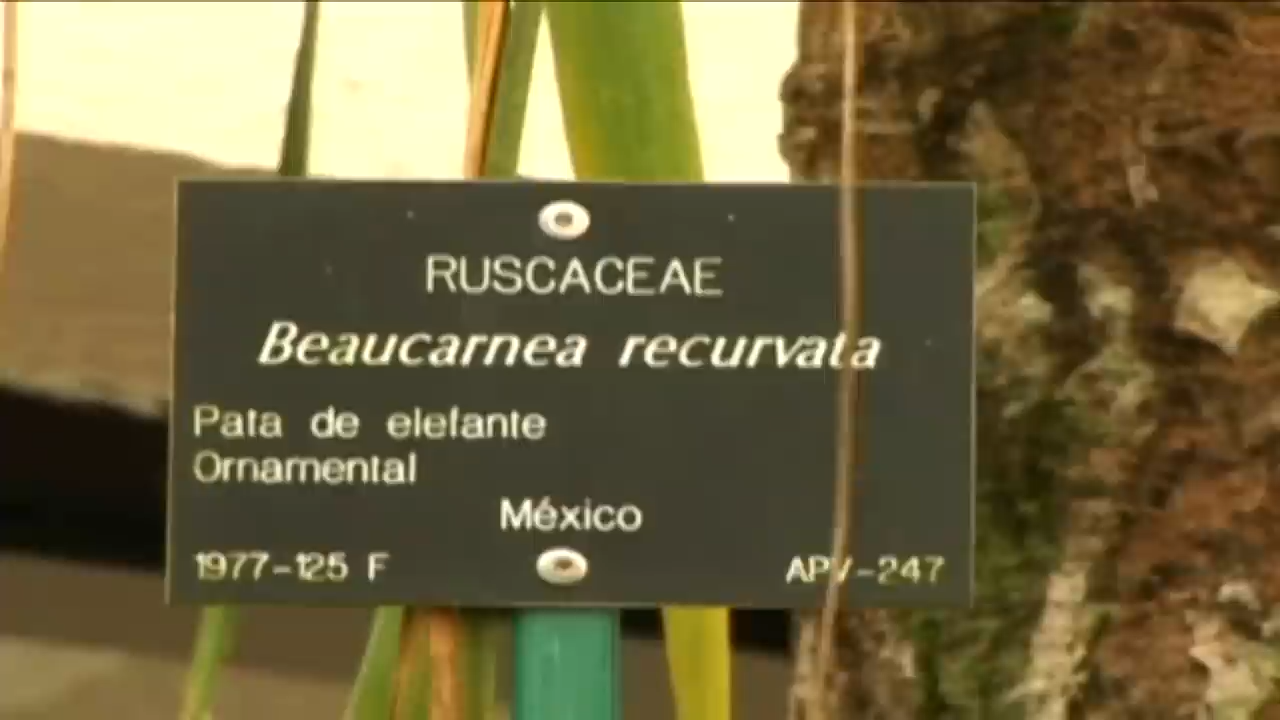 RUSCACEAE
Beaucarnea recurvata
Pata de elefante
Ornamental
México
1977-125 F APV-247